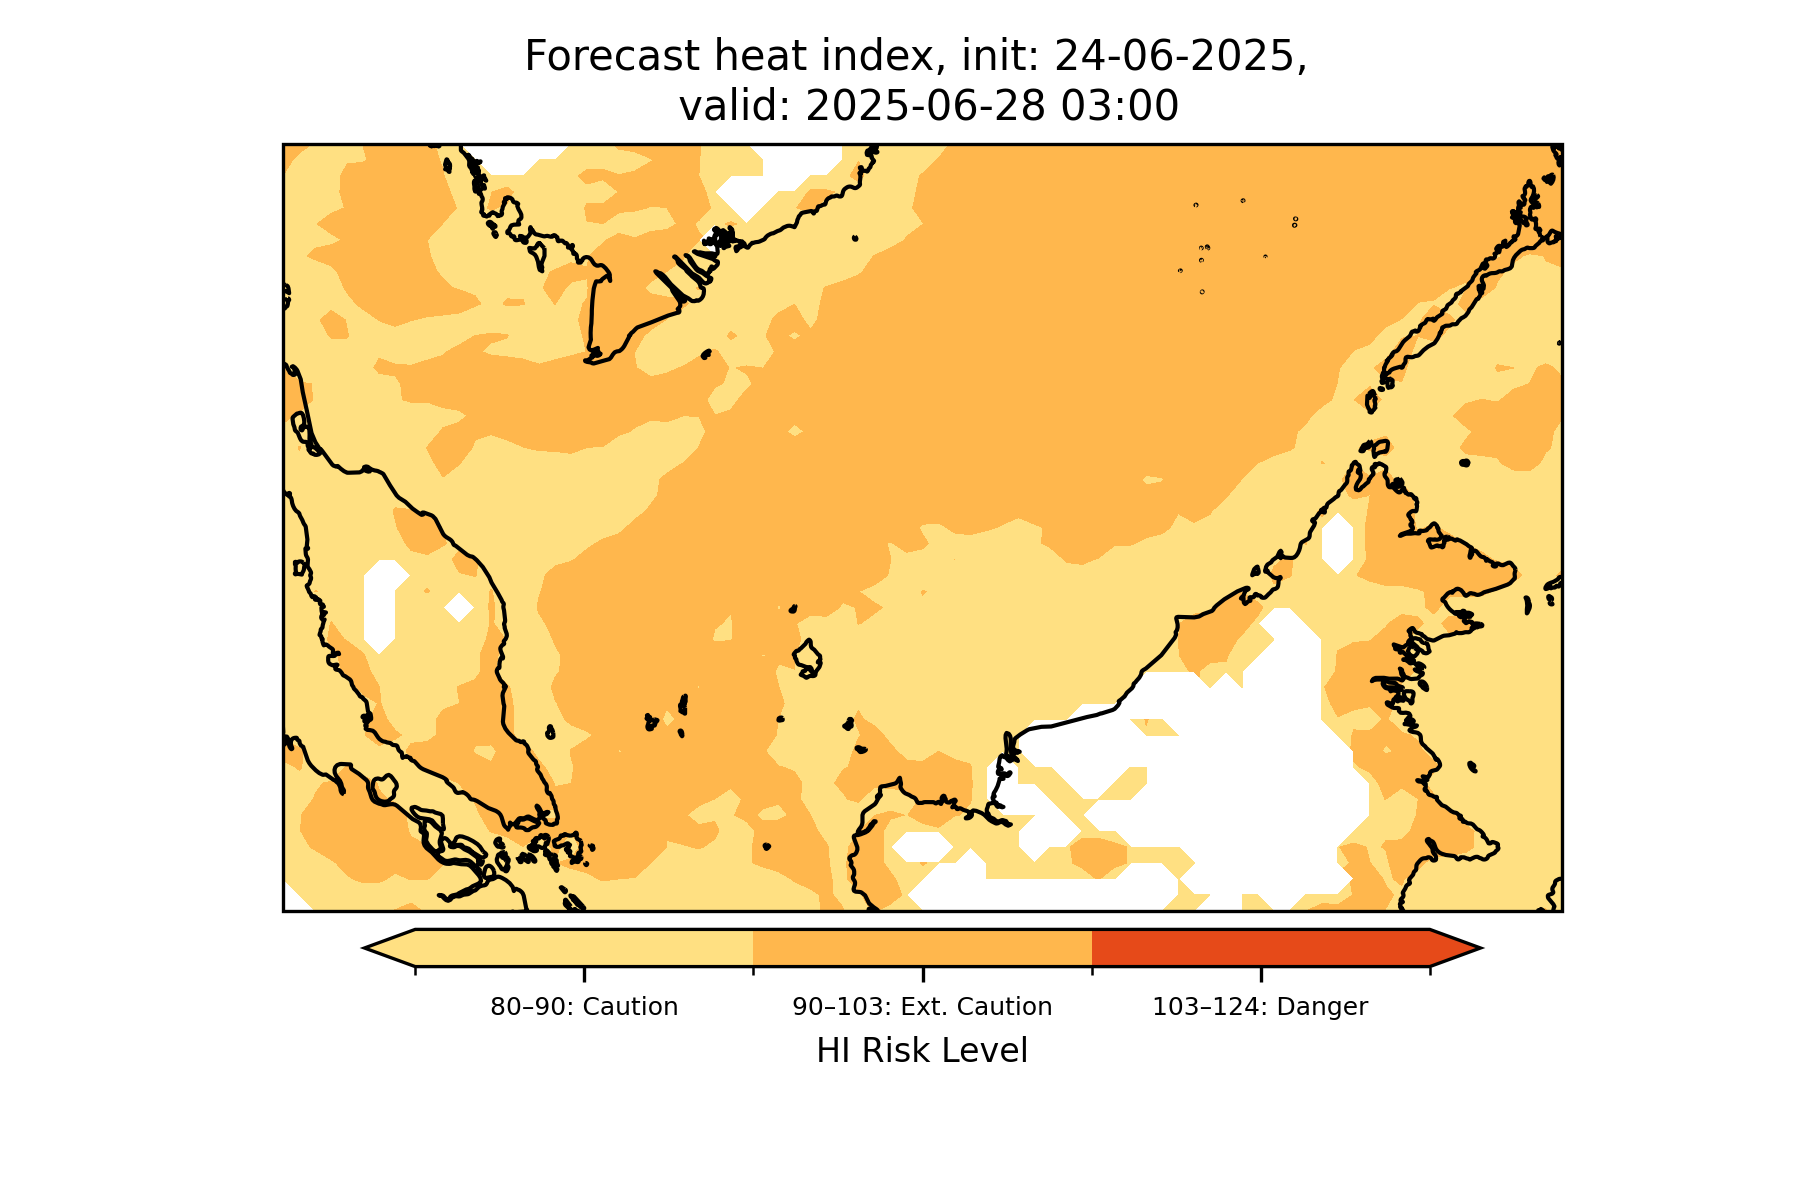 Forecast heat index, init: 24-06-2025,
valid: 2025-06-28 03:00
80–90: Caution
90–103: Ext. Caution
103–124: Danger
HI Risk Level